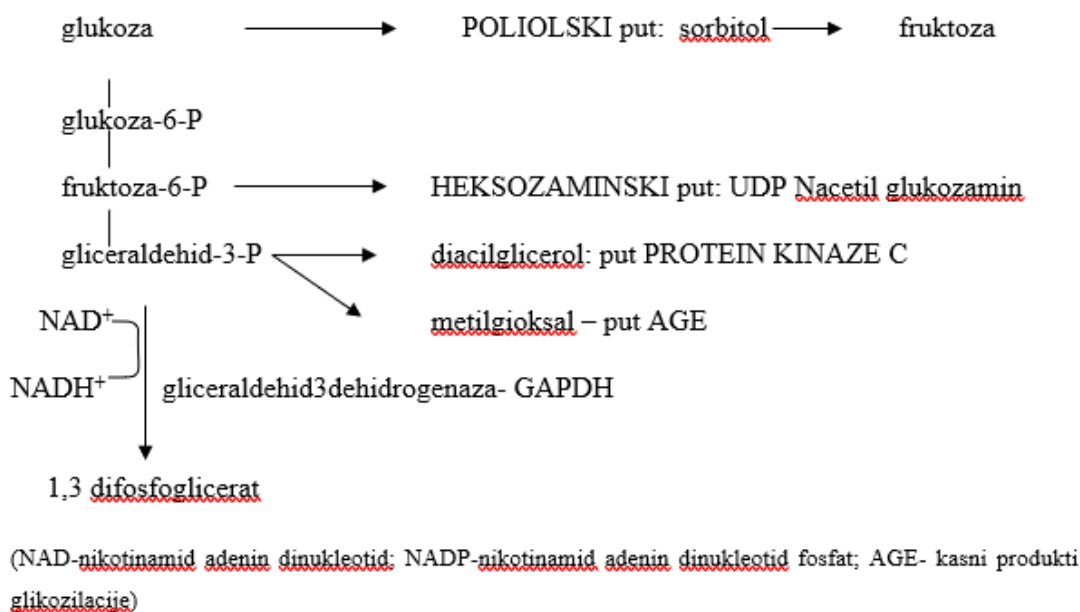 glukoza POLIOLSKI put: sorbitol fruktoza
glukoza-6-P
fruktoza-6-P HEKSOZAMINSKI put: UDP Nacetil glukozamin
gliceraldehid-3-P diacilglicerol: put PROTEIN KINAZE C
NAD+ metilgioksal – put AGE
NADH+ gliceraldehid3dehidrogenaza- GAPDH
1,3 difosfoglicerat
(NAD-nikotinamid adenin dinukleotid; NADP-nikotinamid adenin dinukleotid fosfat; AGE- kasni produkti
glikozilacije)